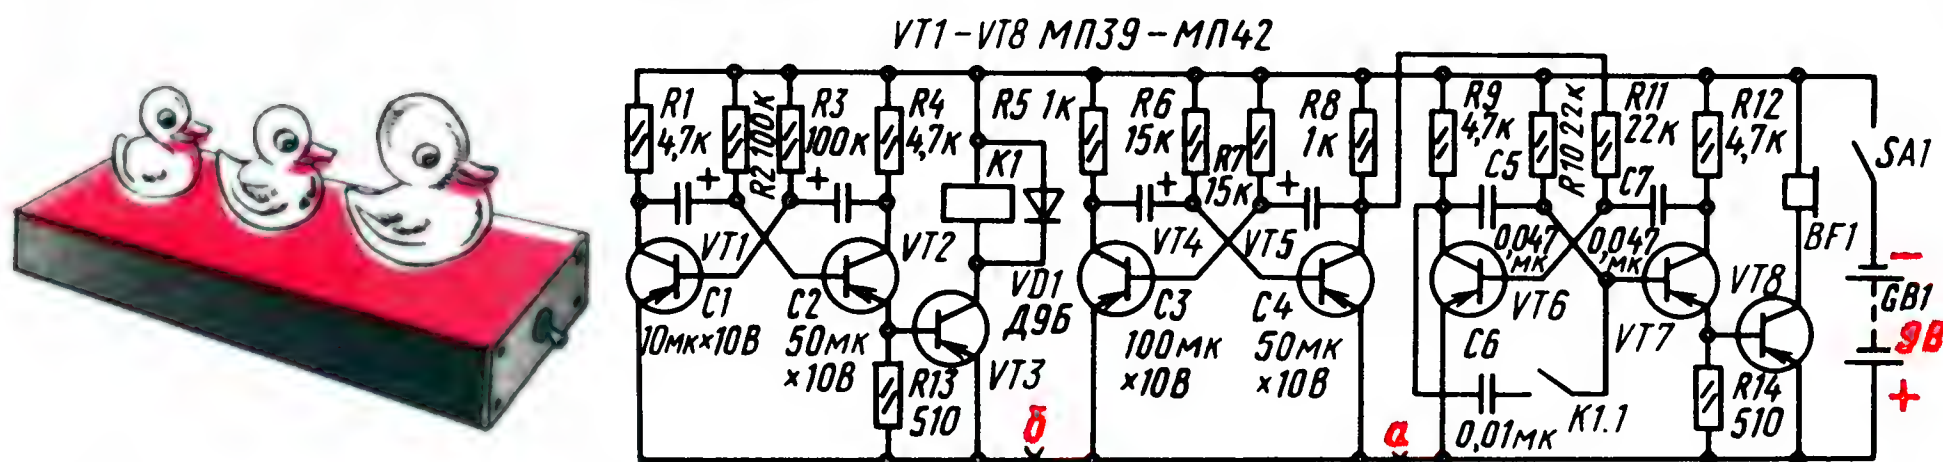 VT1-VT8 МП39-МП42
R1
4,7к
R2 100к
R3
100к
R4
4,7к
R5 1к
K1
R6
15к
R7
15к
R8
1к
R9
4,7к
R10 22к
R11
22к
R12
4,7к
SA1
C5
0,047
мк
C7
0,047
мк
BF1
VT1
VT2
VT4
VT5
VT6
VT7
VT8
VD1
Д9Б
VT3
C1
10мк×10В
C2
50мк
×10В
C3
100мк
×10В
C4
50мк
×10В
C6
0,01мк
K1.1
R13
510
R14
510
GB1
9В
+
–
б
а